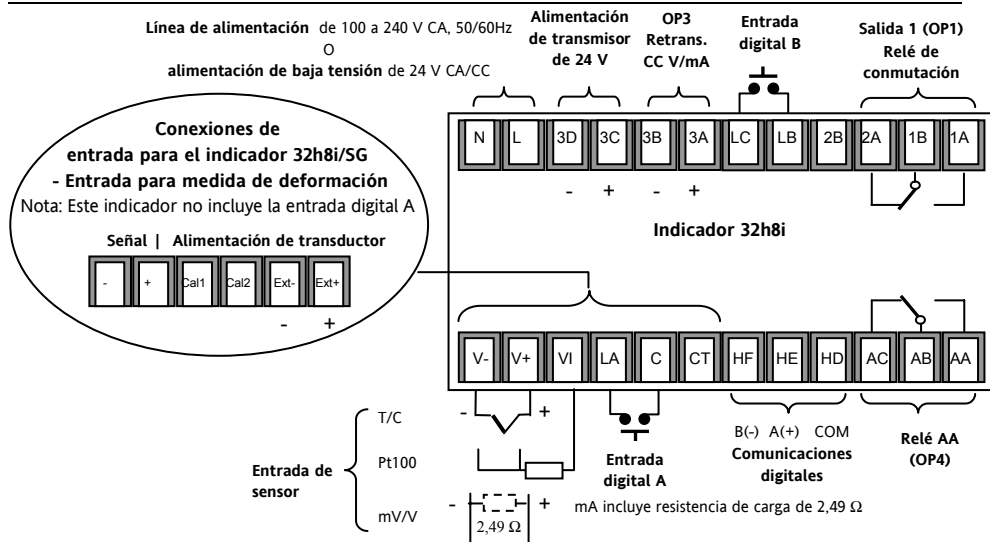 Línea de alimentación de 100 a 240 V CA, 50/60Hz
O
alimentación de baja tensión de 24 V CA/CC
Alimentación
de transmisor
de 24 V
OP3
Retrans.
CC V/mA
Entrada
digital B
Salida 1 (OP1)
Relé de
conmutación
N L 3D 3C 3B 3A LC LB 2B 2A 1B 1A
- + - +
Conexiones de
entrada para el indicador 32h8i/SG
- Entrada para medida de deformación
Nota: Este indicador no incluye la entrada digital A
Señal | Alimentación de transductor
- + Cal1 Cal2 Ext- Ext+
- +
Indicador 32h8i
V- V+ VI LA C CT HF HE HD AC AB AA
Entrada de
sensor
T/C
- +
Pt100
mV/V
- +
2,49 Ω
Entrada
digital A
B(-) A(+) COM
Comunicaciones
digitales
Relé AA
(OP4)
mA incluye resistencia de carga de 2,49 Ω